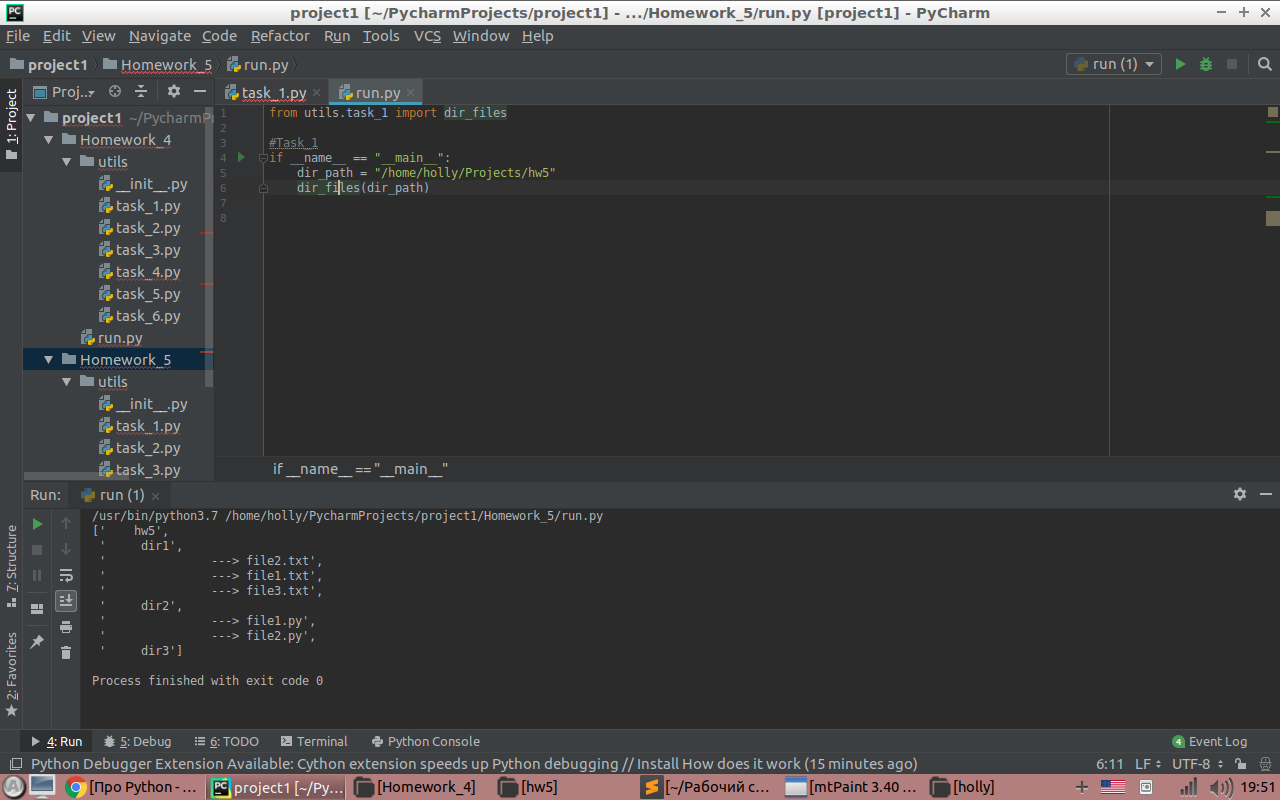 project1 [~/PycharmProjects/project1] - .../Homework_5/run.py [project1] - PyCharm
File Edit View Navigate Code Refactor Run Tools VCS Window Help
project1 Homework_5 run.py run (1)
1: Project
Proj..
project1 ~/PycharmP
Homework_4
utils
__init__.py
task_1.py
task_2.py
task_3.py
task_4.py
task_5.py
task_6.py
run.py
Homework_5
utils
__init__.py
task_1.py
task_2.py
task_3.py
task_1.py run.py
1 from utils.task_1 import dir_files
2
3 #Task_1
4 if __name__ == "__main__":
5 dir_path = "/home/holly/Projects/hw5"
6 dir_files(dir_path)
7
8
if __name__ == "__main__"
Run: run (1)
7: Structure
2: Favorites
/usr/bin/python3.7 /home/holly/PycharmProjects/project1/Homework_5/run.py
['    hw5',
'     dir1',
'               ---> file2.txt',
'               ---> file1.txt',
'               ---> file3.txt',
'     dir2',
'               ---> file1.py',
'               ---> file2.py',
'     dir3']
Process finished with exit code 0
4: Run 5: Debug 6: TODO Terminal Python Console 4 Event Log
Python Debugger Extension Available: Cython extension speeds up Python debugging // Install How does it work (15 minutes ago) 6:11 LF UTF-8
[Про Python - ... project1 [~/Py... [Homework_4] [hw5] [~/Рабочий с... [mtPaint 3.40 ... [holly] 19:51